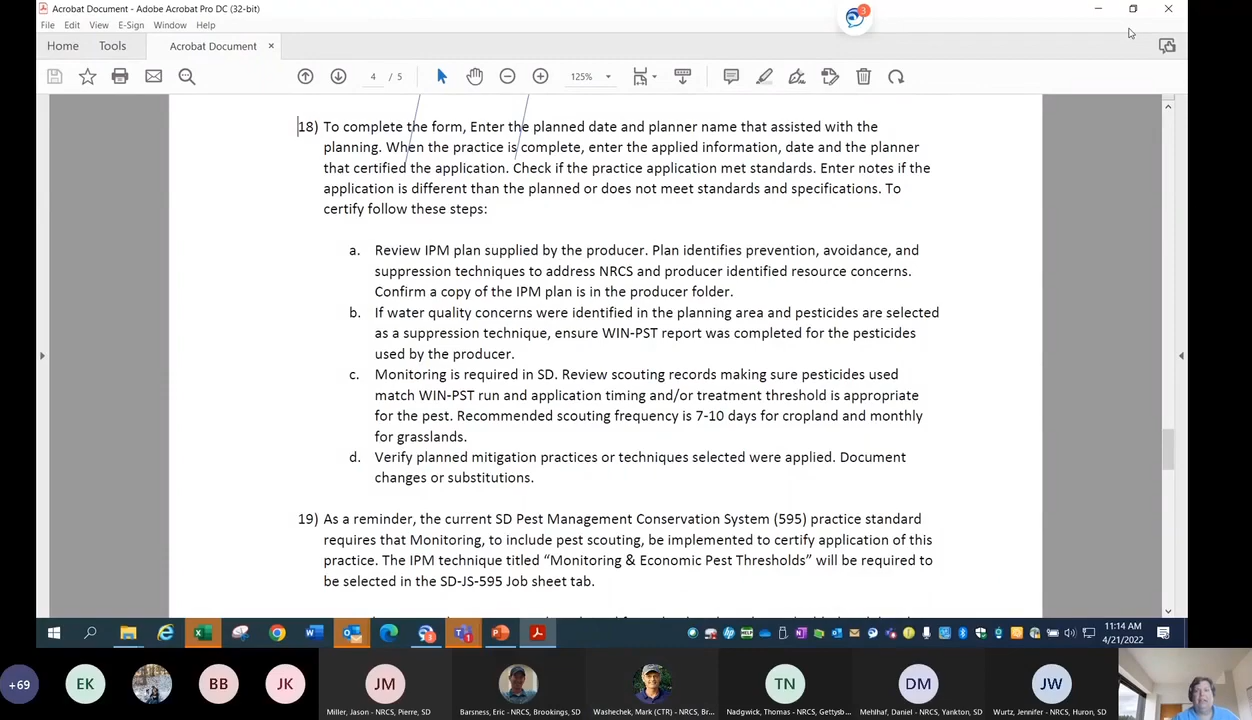 Acrobat Document - Adobe Acrobat Pro DC (32-bit)
3
File Edit View E-Sign Window Help
Home Tools Acrobat Document ×
4 / 5 125%
18) To complete the form, Enter the planned date and planner name that assisted with the
planning. When the practice is complete, enter the applied information, date and the planner
that certified the application. Check if the practice application met standards. Enter notes if the
application is different than the planned or does not meet standards and specifications. To
certify follow these steps:
a. Review IPM plan supplied by the producer. Plan identifies prevention, avoidance, and
suppression techniques to address NRCS and producer identified resource concerns.
Confirm a copy of the IPM plan is in the producer folder.
b. If water quality concerns were identified in the planning area and pesticides are selected
as a suppression technique, ensure WIN-PST report was completed for the pesticides
used by the producer.
c. Monitoring is required in SD. Review scouting records making sure pesticides used
match WIN-PST run and application timing and/or treatment threshold is appropriate
for the pest. Recommended scouting frequency is 7-10 days for cropland and monthly
for grasslands.
d. Verify planned mitigation practices or techniques selected were applied. Document
changes or substitutions.
19) As a reminder, the current SD Pest Management Conservation System (595) practice standard
requires that Monitoring, to include pest scouting, be implemented to certify application of this
practice. The IPM technique titled “Monitoring & Economic Pest Thresholds” will be required to
be selected in the SD-JS-595 Job sheet tab.
11:14 AM
4/21/2022
+69 EK BB JK JM TN DM JW
Miller, Jason - NRCS, Pierre, SD Barsness, Eric - NRCS, Brookings, SD Washechek, Mark (CTR) - NRCS, Br... Nadgwick, Thomas - NRCS, Gettysb... Mehlhaf, Daniel - NRCS, Yankton, SD Wurtz, Jennifer - NRCS, Huron, SD